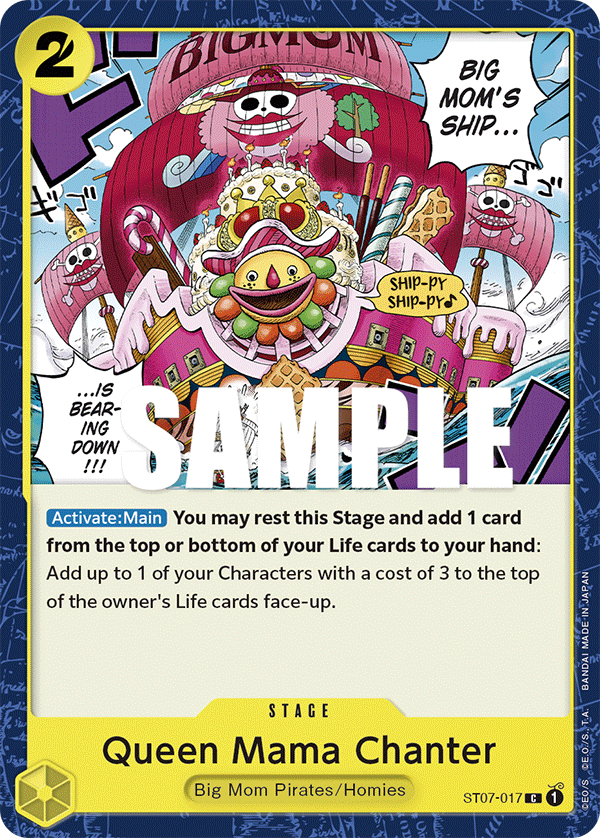 2
BIGMOM
BIG
MOM'S
SHIP...
ゴゴ
SHIP-PY
SHIP-PY♪
...IS
BEAR-
ING
DOWN
!!!
SAMPLE
Activate:Main You may rest this Stage and add 1 card
from the top or bottom of your Life cards to your hand:
Add up to 1 of your Characters with a cost of 3 to the top
of the owner's Life cards face-up.
STAGE
Queen Mama Chanter
Big Mom Pirates/Homies
ST07-017 C 1
©E.O./S. ©E.O./S.,T.A. BANDAI MADE IN JAPAN